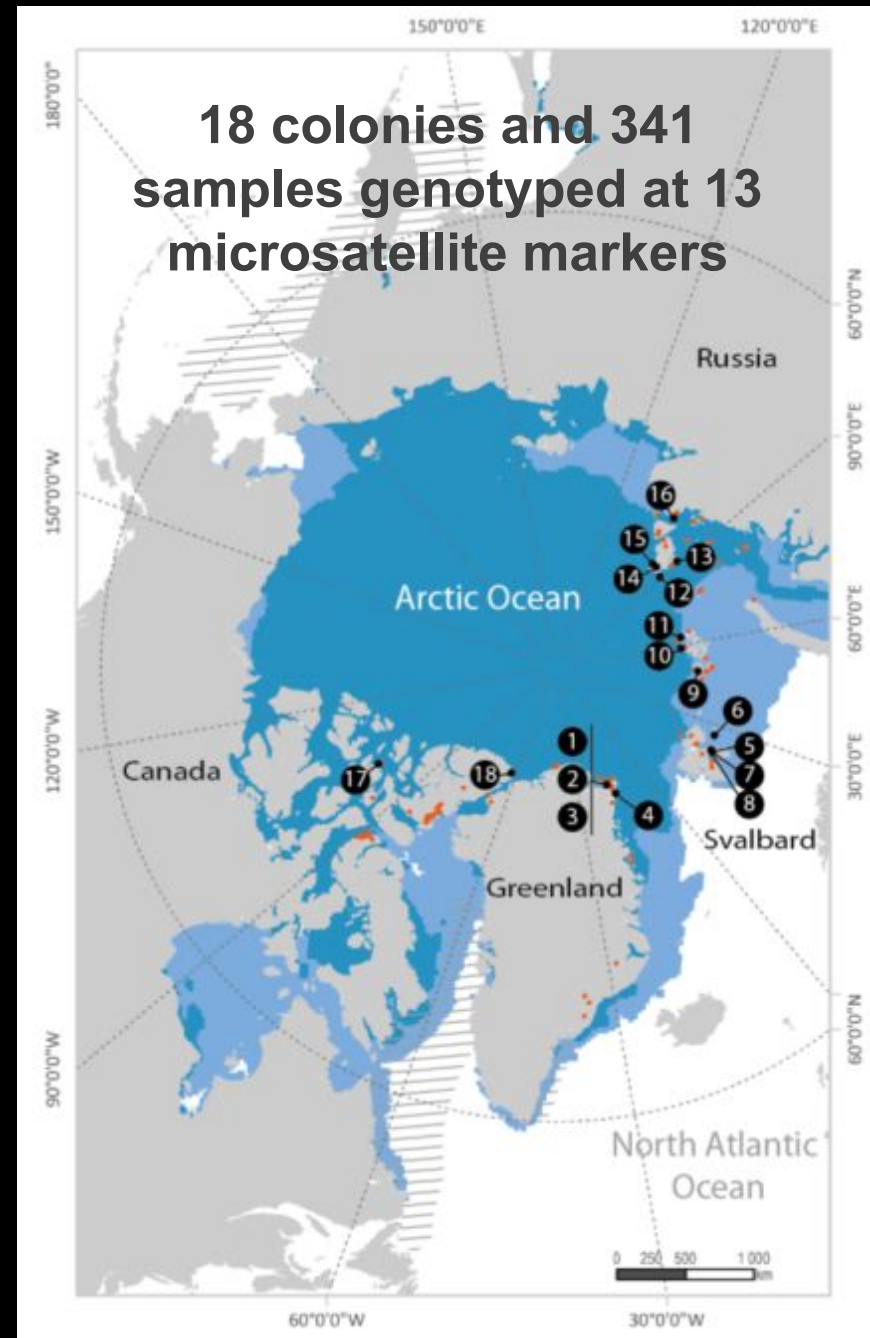 150°0'0"E
120°0'0"E
180°0'0"
18 colonies and 341
samples genotyped at 13
microsatellite markers
60°0'0"N
Russia
90°0'0"E
150°0'0"W
16
15
13
14
12
Arctic Ocean
11
10
60°0'0"E
9
6
120°0'0"W
Canada
17
18
1
2
3
4
5
7
8
30°0'0"E
Svalbard
Greenland
90°0'0"W
60°0'0"N
North Atlantic
Ocean
0 250 500 1 000
km
60°0'0"W
30°0'0"W